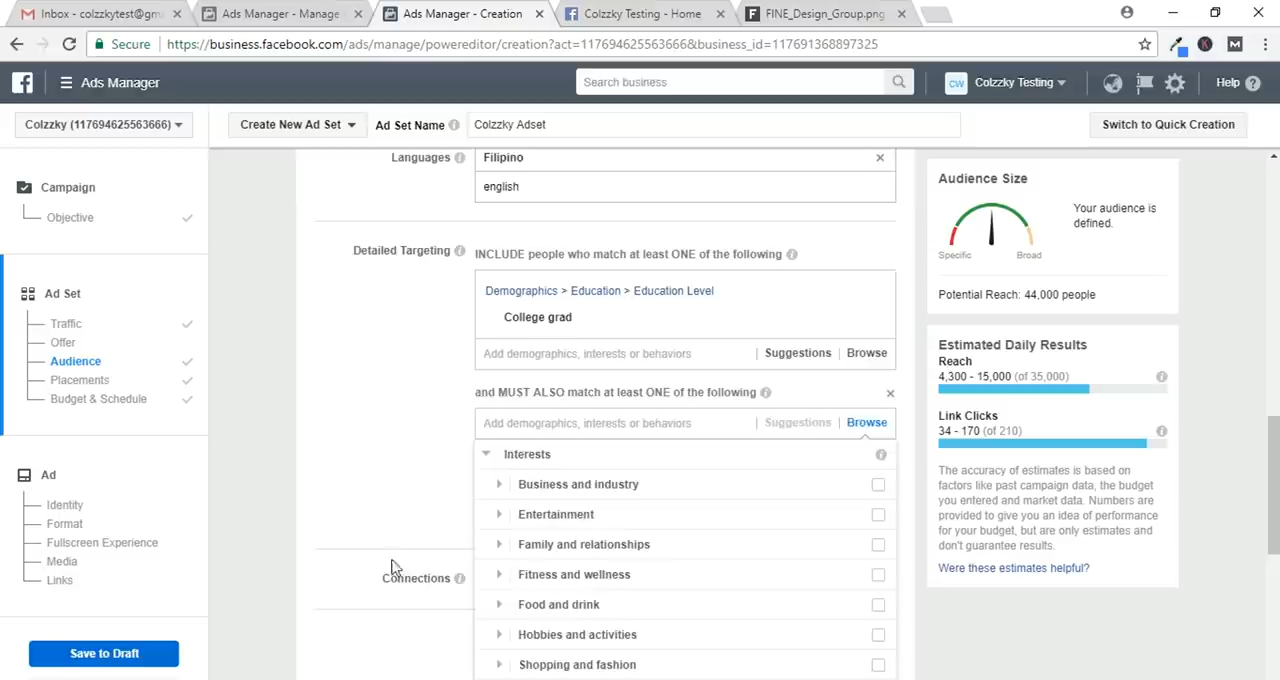 Inbox - colzzkytest@gm
Ads Manager - Manage
Ads Manager - Creation
Colzzky Testing - Home
FINE_Design_Group.png
Secure
https://business.facebook.com/ads/manage/powereditor/creation?act=117694625563666&business_id=117691368897325
Ads Manager
Search business
CW
Colzzky Testing
Help
Colzzky (117694625563666)
Create New Ad Set
Ad Set Name
Colzzky Adset
Switch to Quick Creation
Campaign
Objective
Ad Set
Traffic
Offer
Audience
Placements
Budget & Schedule
Ad
Identity
Format
Fullscreen Experience
Media
Links
Save to Draft
Languages
Filipino
english
Detailed Targeting
INCLUDE people who match at least ONE of the following
Demographics > Education > Education Level
College grad
Add demographics, interests or behaviors
Suggestions
Browse
and MUST ALSO match at least ONE of the following
Add demographics, interests or behaviors
Suggestions
Browse
Interests
Business and industry
Entertainment
Family and relationships
Fitness and wellness
Food and drink
Hobbies and activities
Shopping and fashion
Connections
Audience Size
Your audience is
defined.
Specific
Broad
Potential Reach: 44,000 people
Estimated Daily Results
Reach
4,300 - 15,000 (of 35,000)
Link Clicks
34 - 170 (of 210)
The accuracy of estimates is based on
factors like past campaign data, the budget
you entered and market data. Numbers are
provided to give you an idea of performance
for your budget, but are only estimates and
don't guarantee results.
Were these estimates helpful?